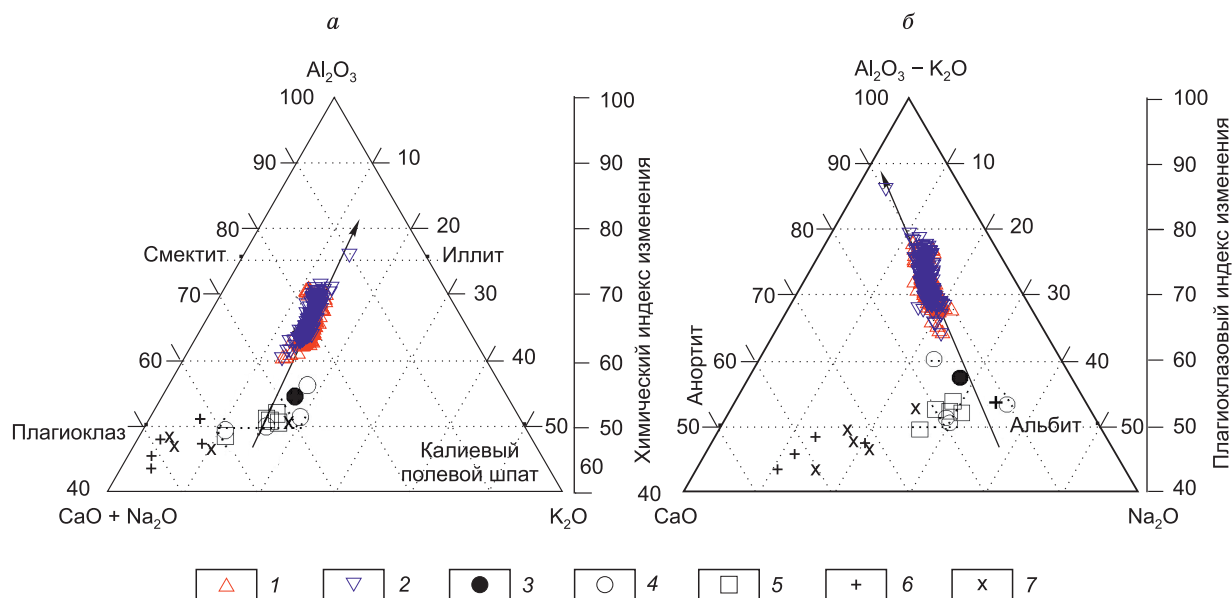 а
Al₂O₃
100
100
90
10
90
80
20
80
Смектит
Иллит
70
30
70
60
40
60
Плагиоклаз
50
50
50
Калиевый
полевой шпат
60
40
40
CaO + Na₂O
K₂O
Химический индекс изменения
б
Al₂O₃ − K₂O
100
100
90
10
90
80
20
80
70
30
70
Анортит
60
40
60
50
Альбит
50
50
40
40
CaO
Na₂O
Плагиоклазовый индекс изменения
1
2
3
4
5
6
7